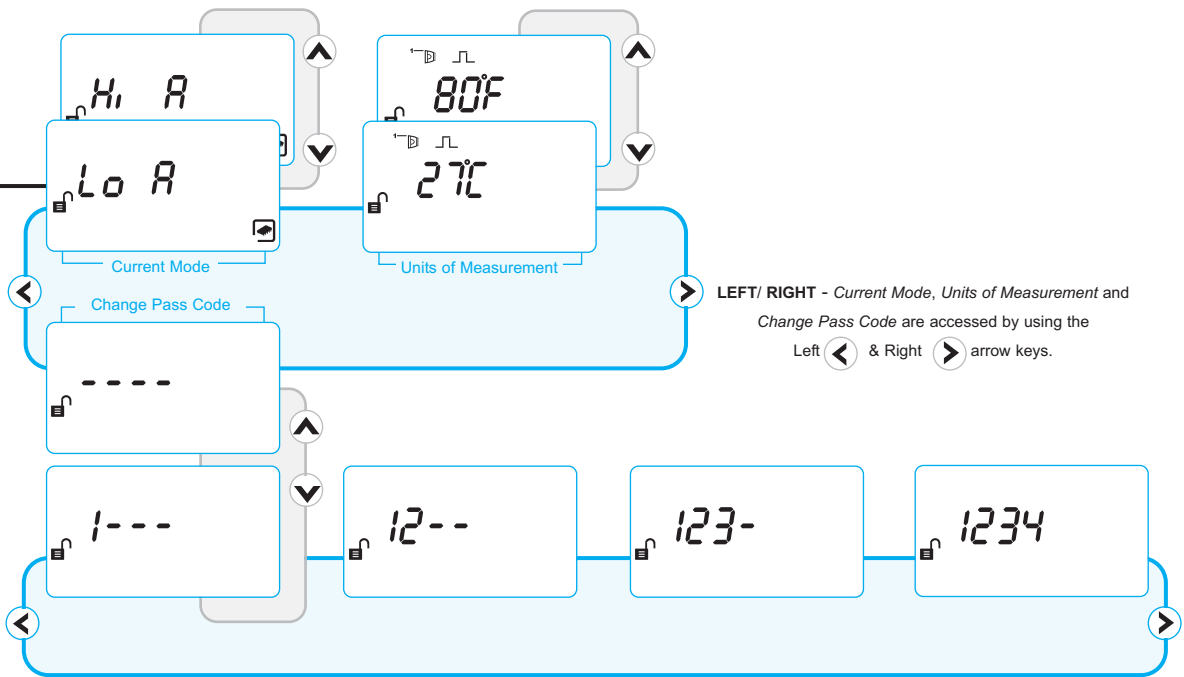 Hi A
80°F
Lo A
27°C
Current Mode
Units of Measurement
Change Pass Code
LEFT/ RIGHT - Current Mode, Units of Measurement and
Change Pass Code are accessed by using the
Left & Right arrow keys.
----
1---
12--
123-
1234